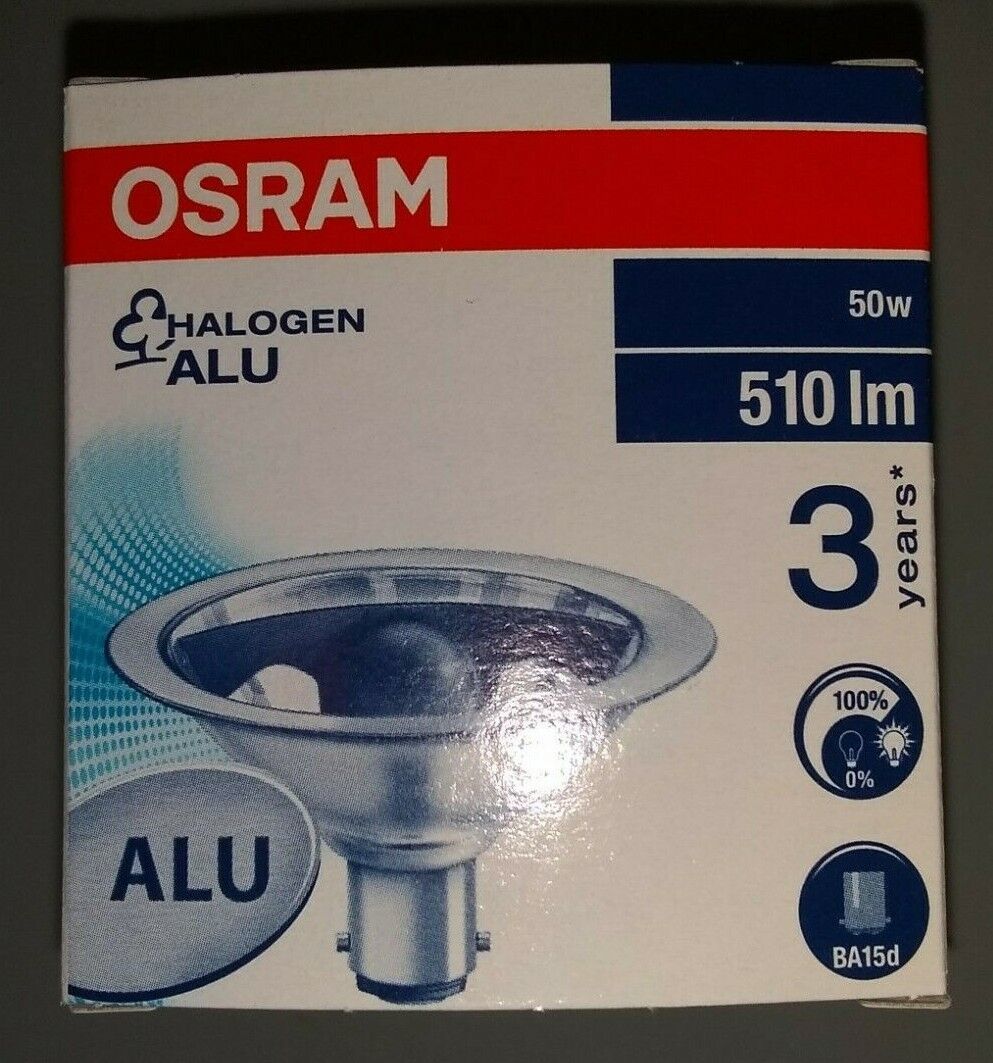 OSRAM
HALOGEN
ALU
50w
510 lm
3 years*
100%
0%
ALU
BA15d